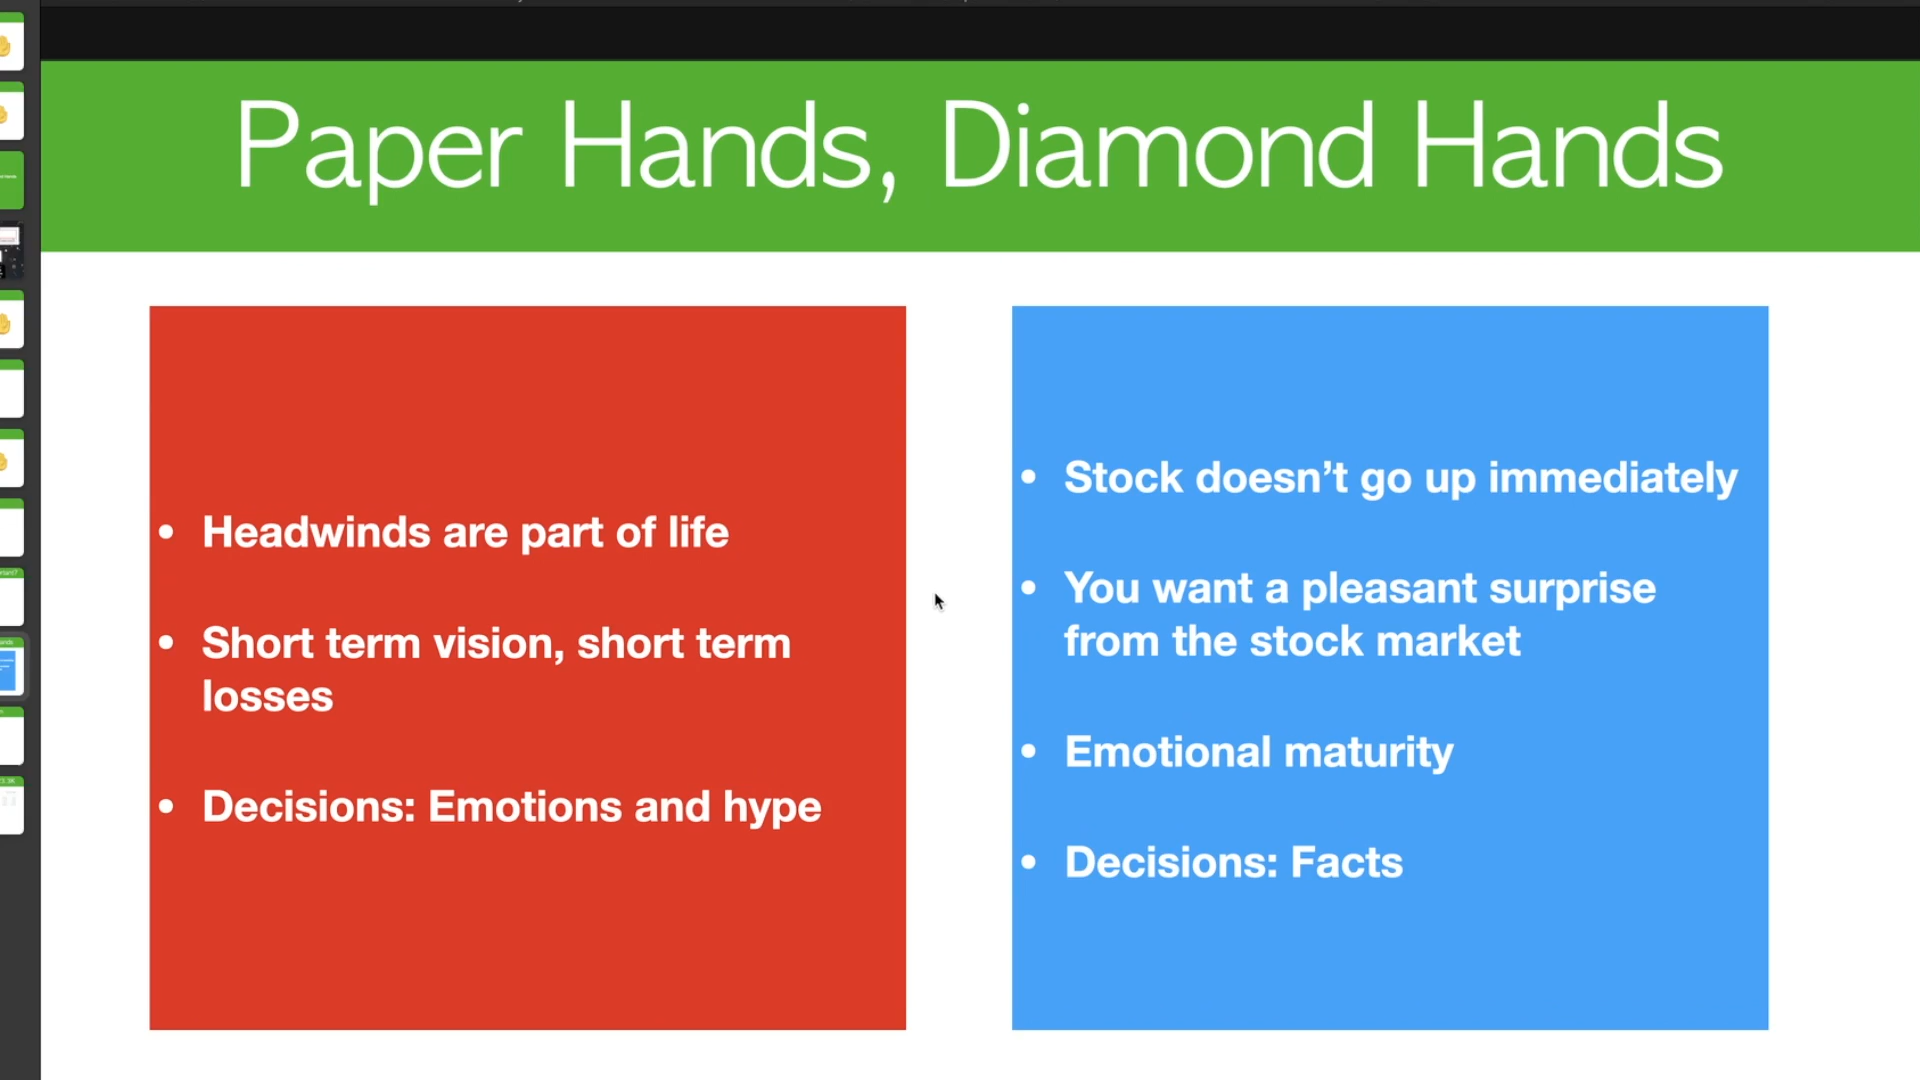 Paper Hands, Diamond Hands
• Headwinds are part of life
• Short term vision, short term
losses
• Decisions: Emotions and hype
• Stock doesn’t go up immediately
• You want a pleasant surprise
from the stock market
• Emotional maturity
• Decisions: Facts